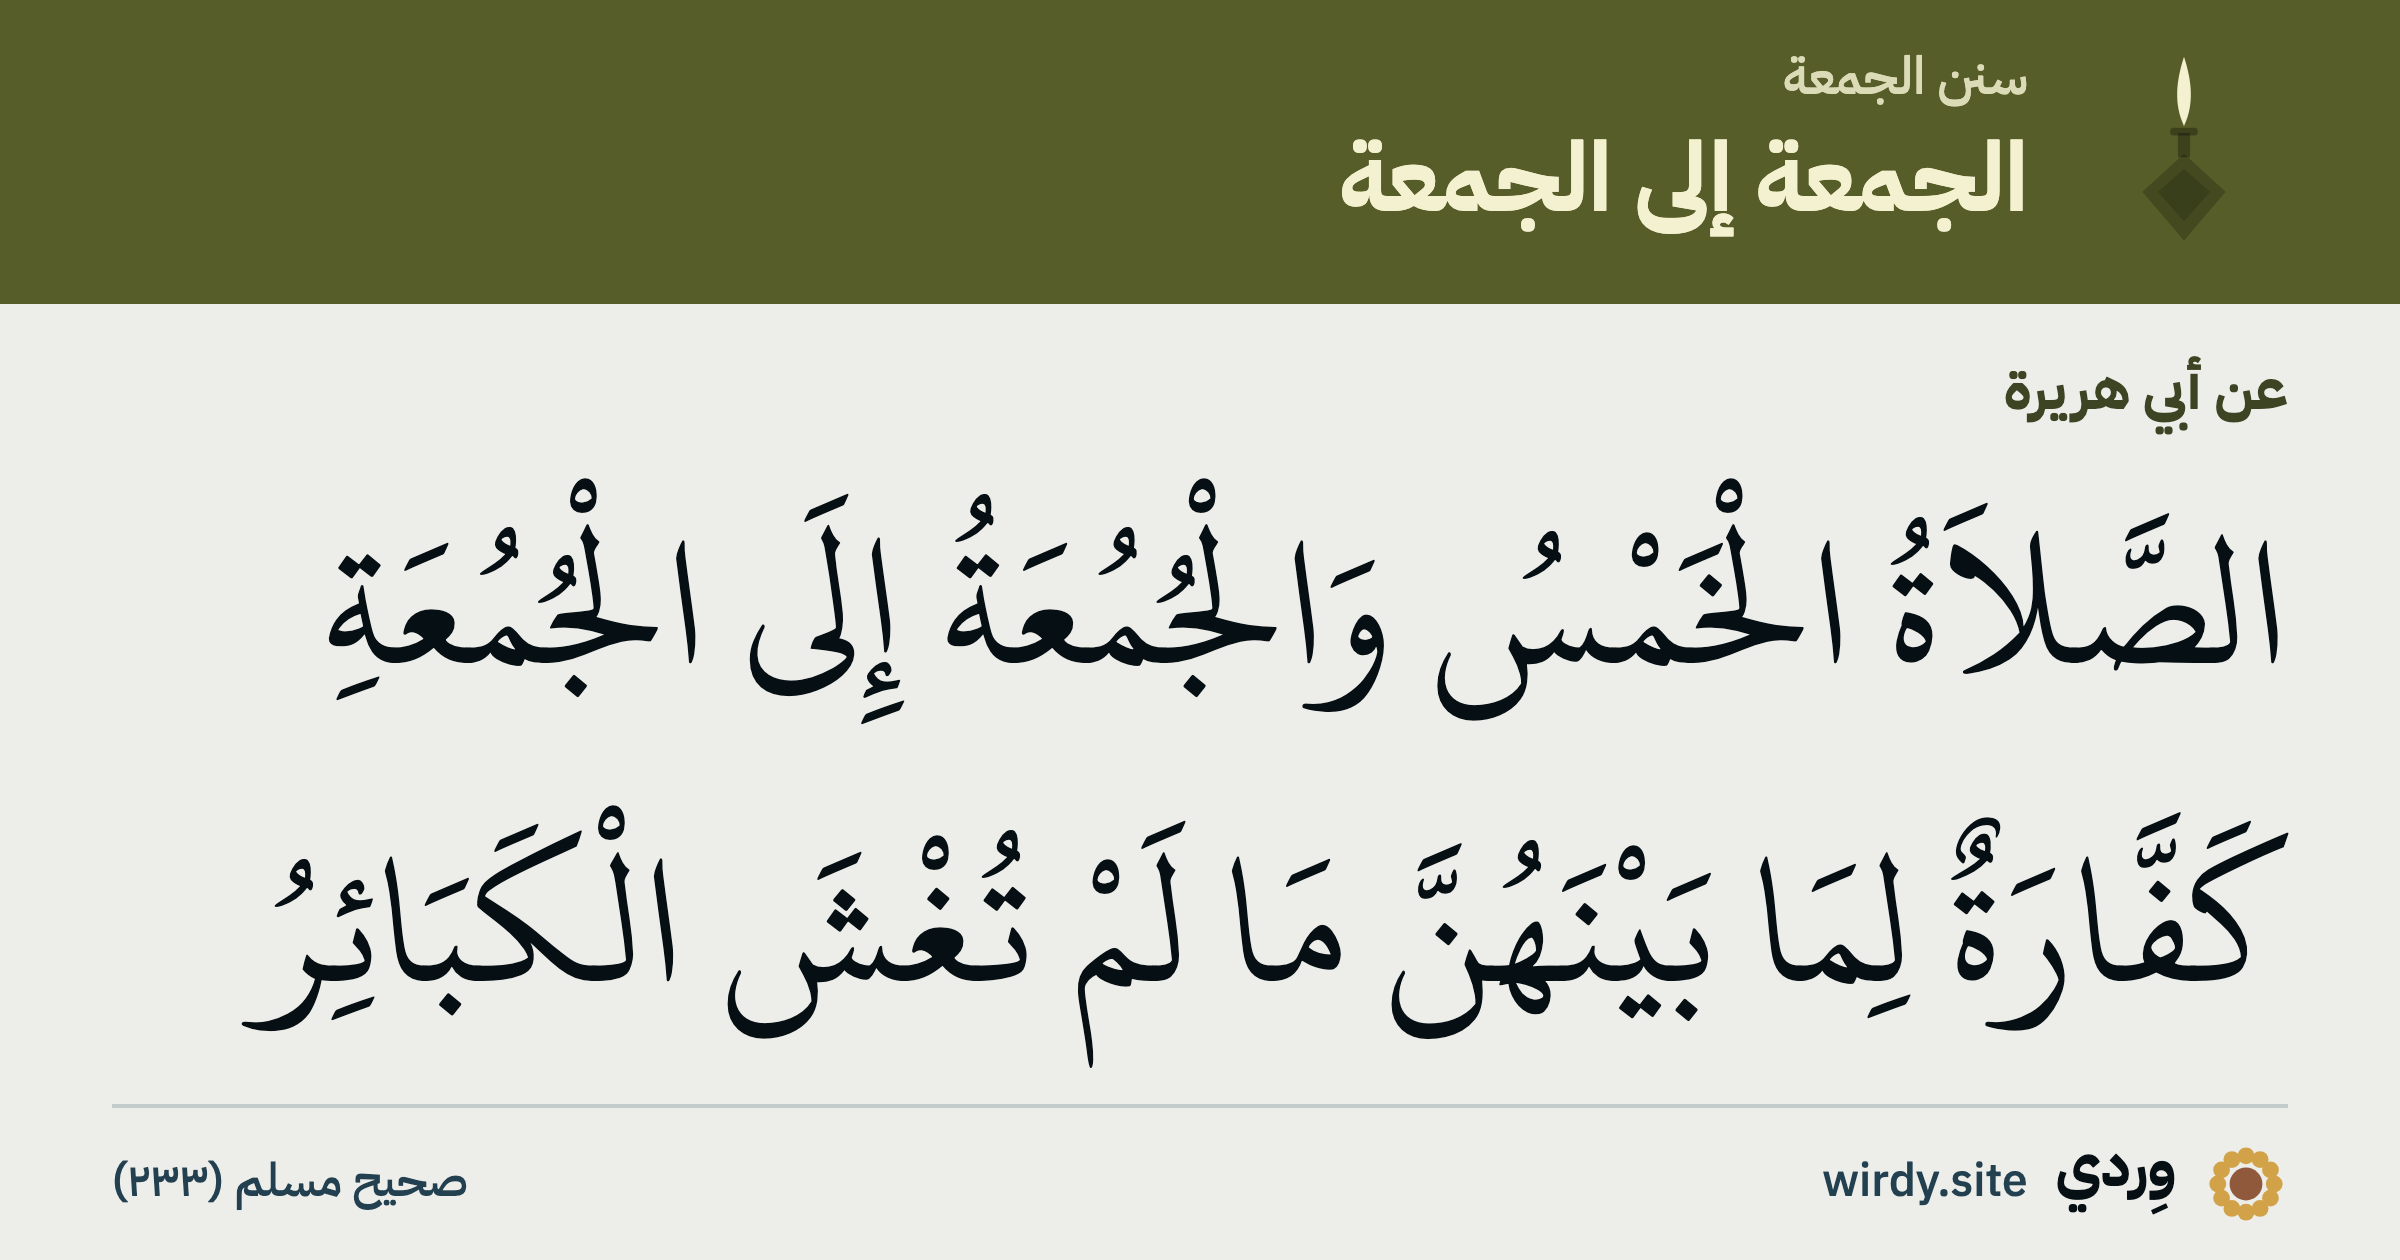 سنن الجمعة
الجمعة إلى الجمعة
عن أبي هريرة
الصَّلاَةُ الْخَمْسُ وَالْجُمُعَةُ إِلَى الْجُمُعَةِ
كَفَّارَةٌ لِمَا بَيْنَهُنَّ مَا لَمْ تُغْشَ الْكَبَائِرُ
وِردي wirdy.site
صحيح مسلم (٢٣٣)